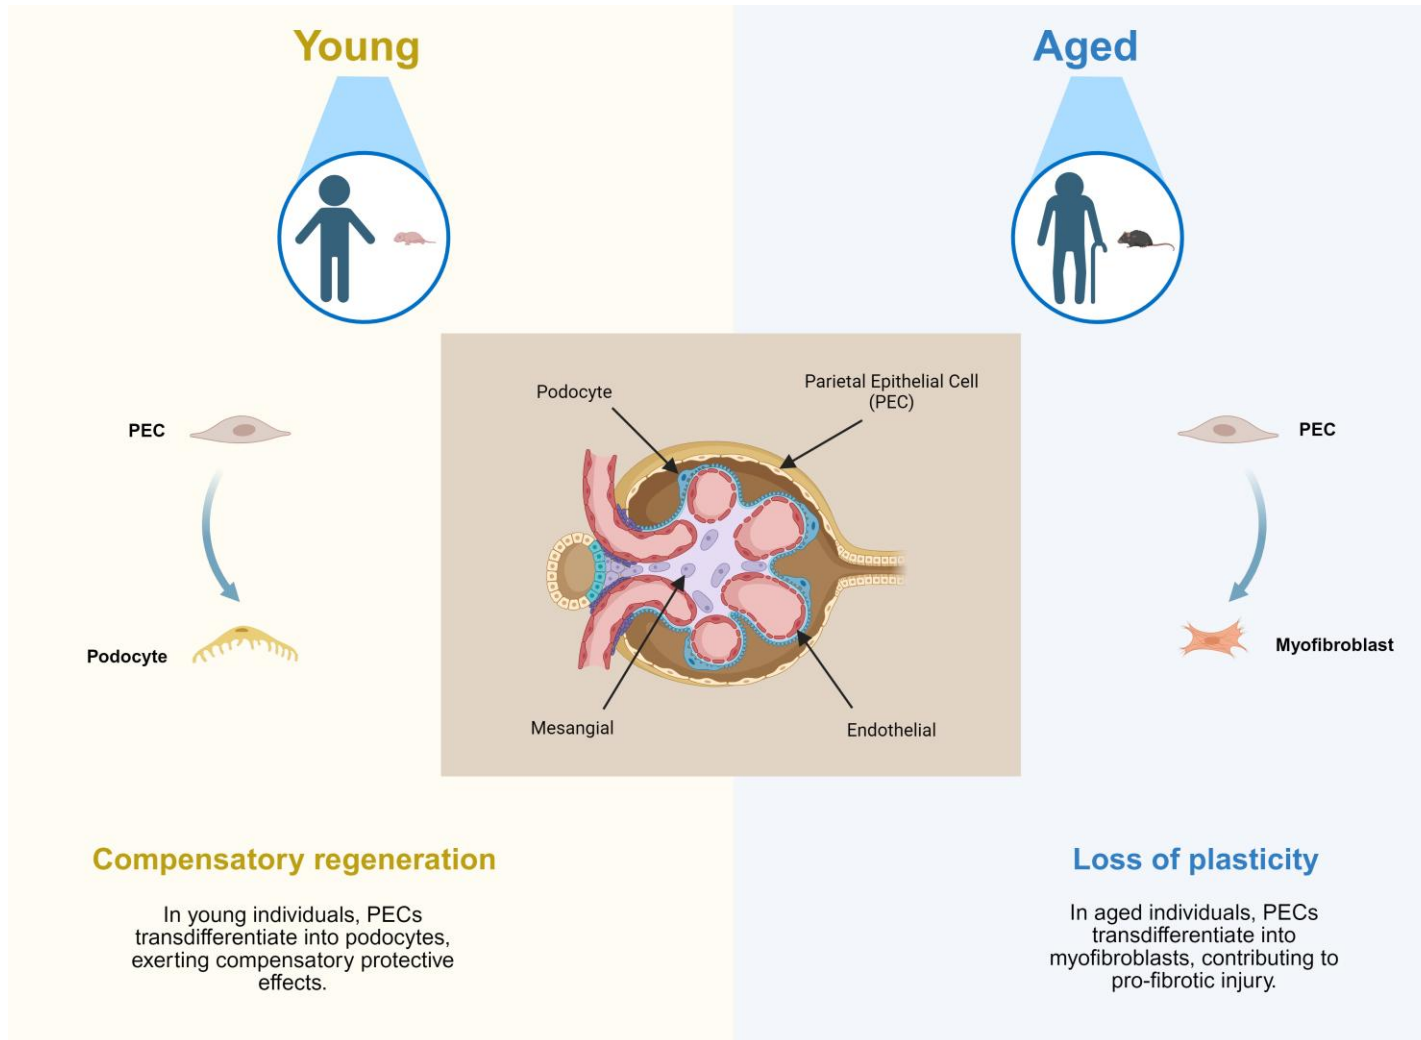 Young
Aged
Podocyte
Parietal Epithelial Cell
(PEC)
PEC
PEC
Podocyte
Myofibroblast
Mesangial
Endothelial
Compensatory regeneration
In young individuals, PECs
transdifferentiate into podocytes,
exerting compensatory protective
effects.
Loss of plasticity
In aged individuals, PECs
transdifferentiate into
myofibroblasts, contributing to
pro-fibrotic injury.